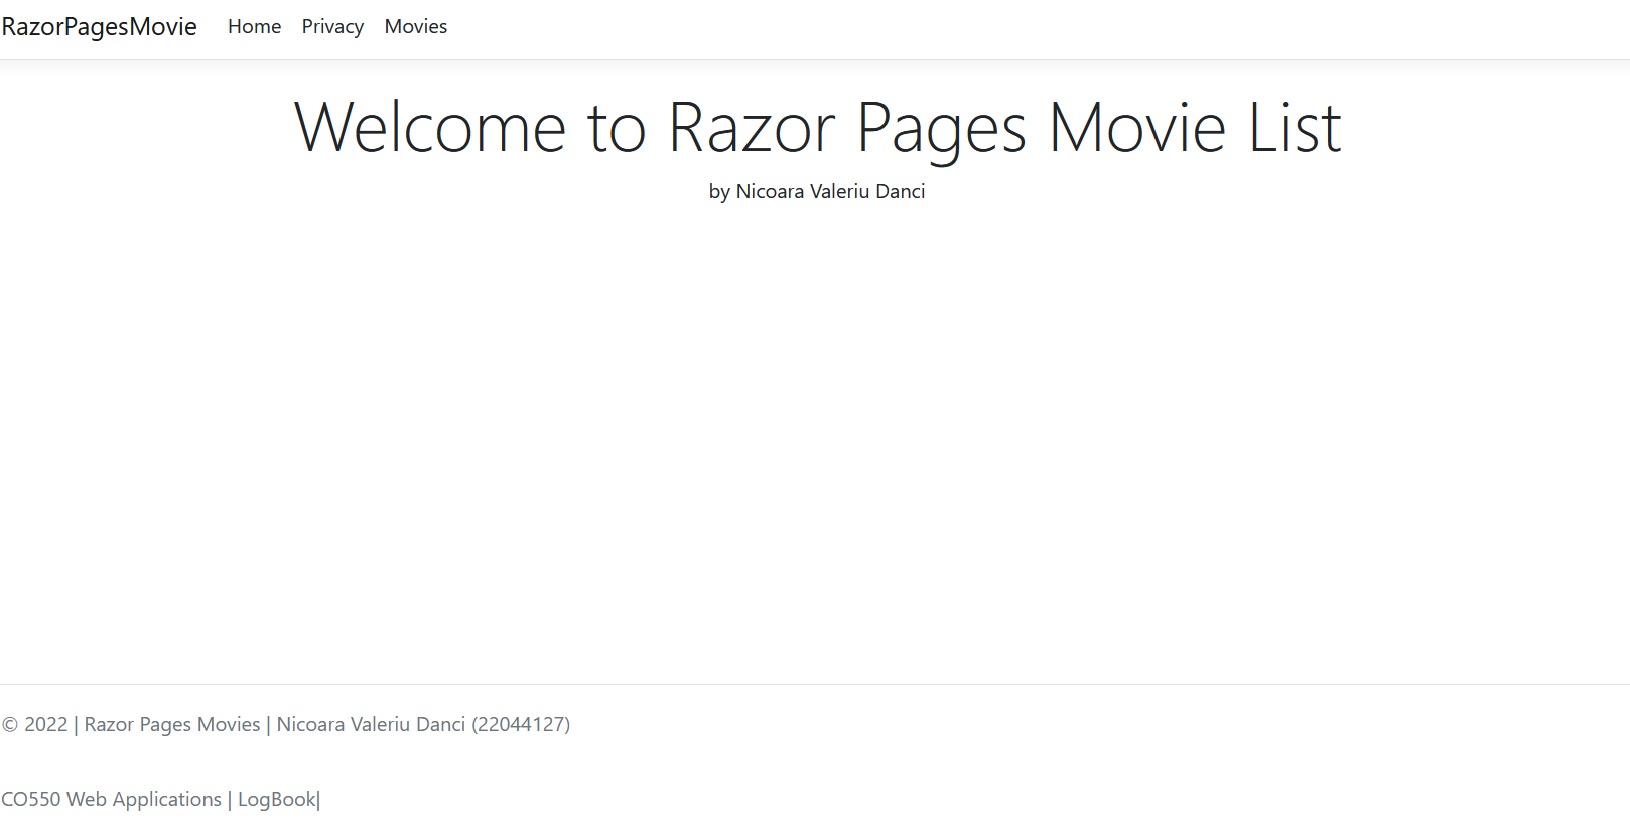 RazorPagesMovie Home Privacy Movies
Welcome to Razor Pages Movie List
by Nicoara Valeriu Danci
© 2022 | Razor Pages Movies | Nicoara Valeriu Danci (22044127)
CO550 Web Applications | LogBook|